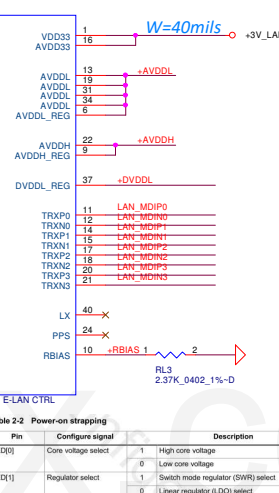 W=40mils
VDD33 1 +3V_LA
AVDD33 16
AVDDL 13 +AVDDL
AVDDL 19
AVDDL 31
AVDDL 34
AVDDL_REG 6
AVDDH 22 +AVDDH
AVDDH_REG 9
DVDDL_REG 37 +DVDDL
TRXP0 11 LAN_MDIP0
TRXN0 12 LAN_MDIN0
TRXP1 14 LAN_MDIP1
TRXN1 15 LAN_MDIN1
TRXP2 17 LAN_MDIP2
TRXN2 18 LAN_MDIN2
TRXP3 20 LAN_MDIP3
TRXN3 21 LAN_MDIN3
LX 40
PPS 24
RBIAS 10 +RBIAS 1 2
RL3
2.37K_0402_1%~D
E-LAN CTRL
ble 2-2 Power-on strapping
Pin Configure signal Description
D[0] Core voltage select 1 High core voltage
0 Low core voltage
D[1] Regulator select 1 Switch mode regulator (SWR) select
0 Linear regulator (LDO) select